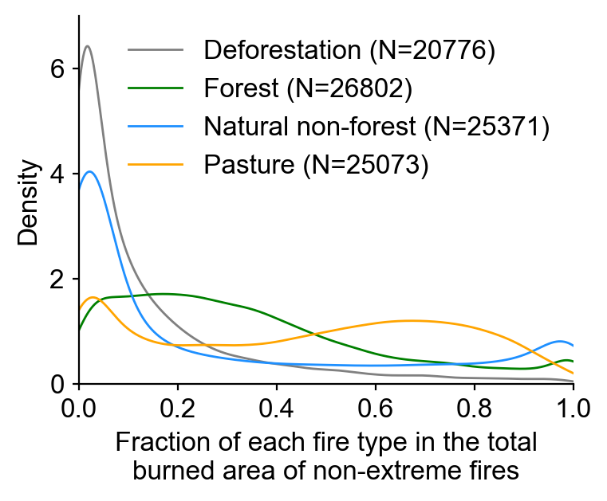 Deforestation (N=20776)
Forest (N=26802)
Natural non-forest (N=25371)
Pasture (N=25073)
Density
6
4
2
0
0.0 0.2 0.4 0.6 0.8 1.0
Fraction of each fire type in the total
burned area of non-extreme fires